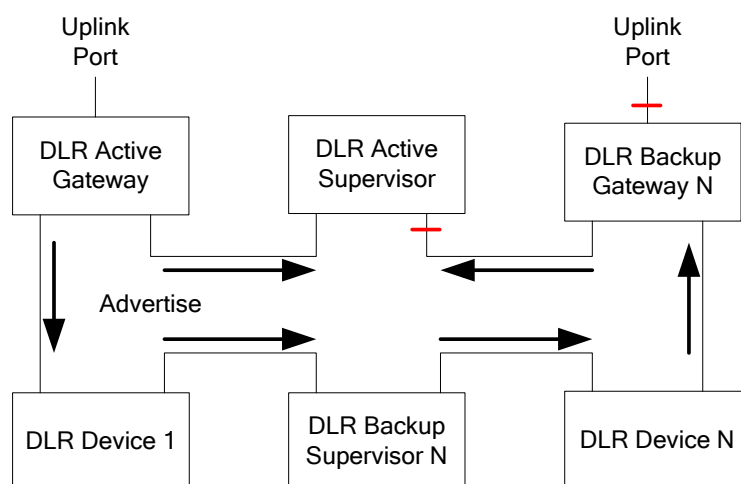 Uplink
Port
Uplink
Port
DLR Active
Gateway
DLR Active
Supervisor
DLR Backup
Gateway N
Advertise
DLR Device 1
DLR Backup
Supervisor N
DLR Device N